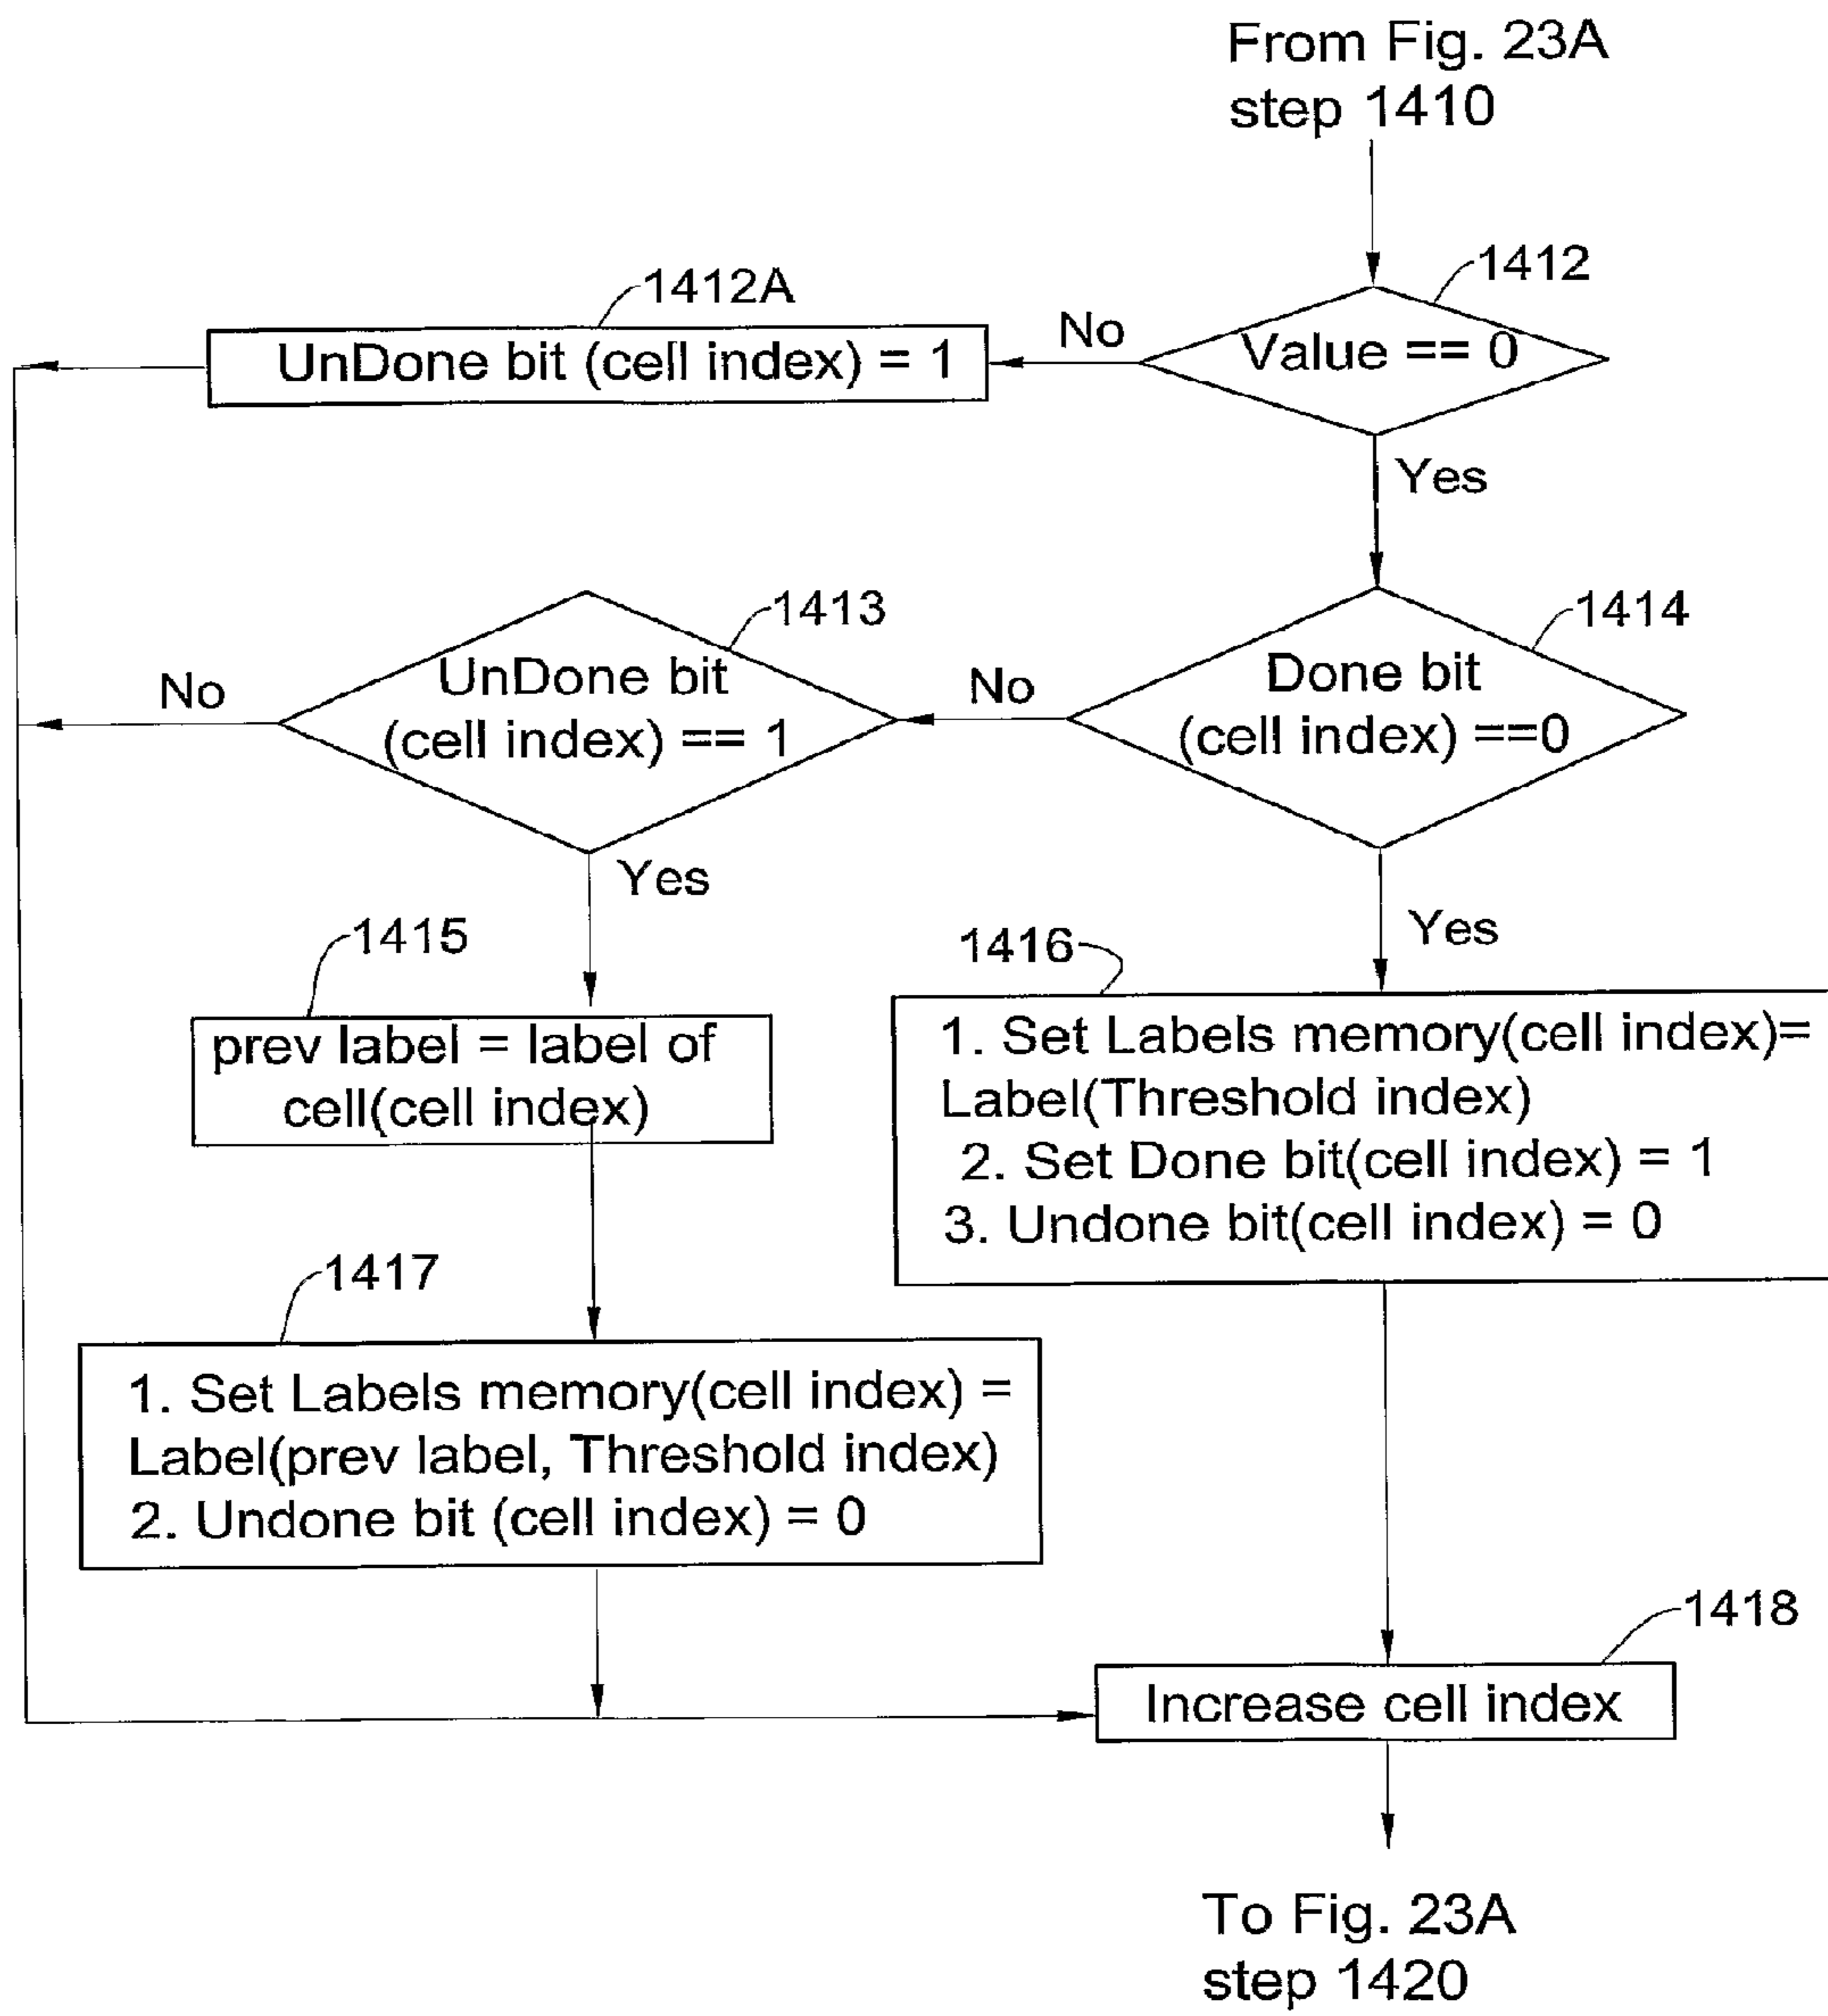 From Fig. 23A
step 1410
1412
Value == 0
No
1412A
UnDone bit (cell index) = 1
Yes
1414
Done bit
(cell index) ==0
No
1413
UnDone bit
(cell index) == 1
No
Yes
1415
prev label = label of
cell(cell index)
Yes
1416
1. Set Labels memory(cell index)=
Label(Threshold index)
2. Set Done bit(cell index) = 1
3. Undone bit(cell index) = 0
1417
1. Set Labels memory(cell index) =
Label(prev label, Threshold index)
2. Undone bit (cell index) = 0
1418
Increase cell index
To Fig. 23A
step 1420